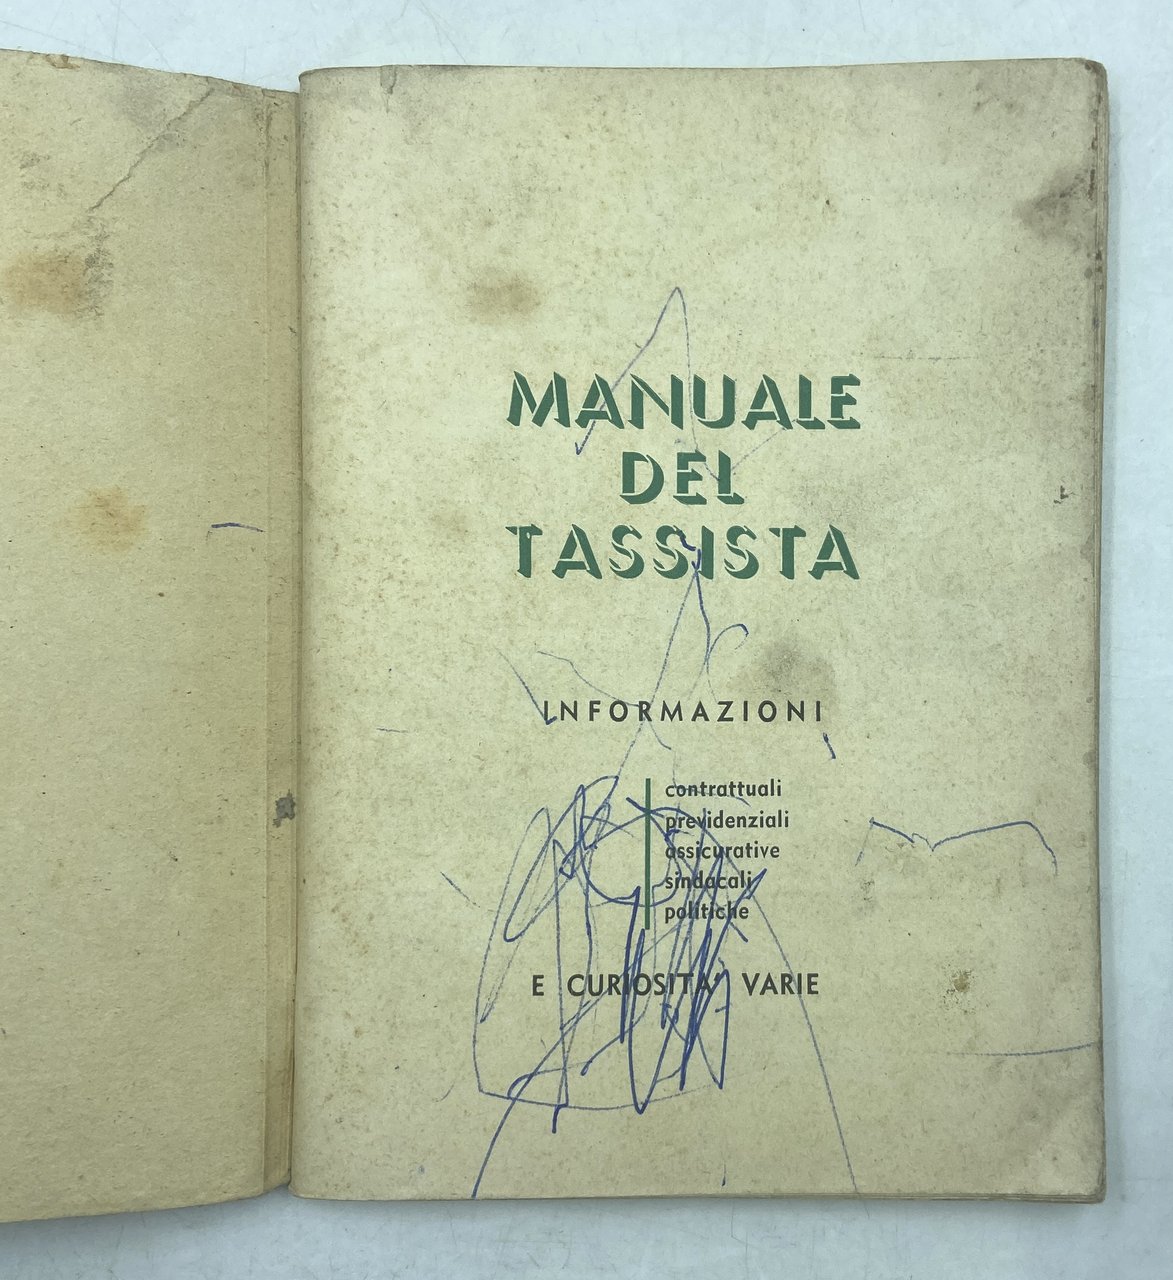 MANUALE
DEL
TASSISTA
INFORMAZIONI
contrattuali
previdenziali
assicurative
sindacali
politiche
E CURIOSITA' VARIE